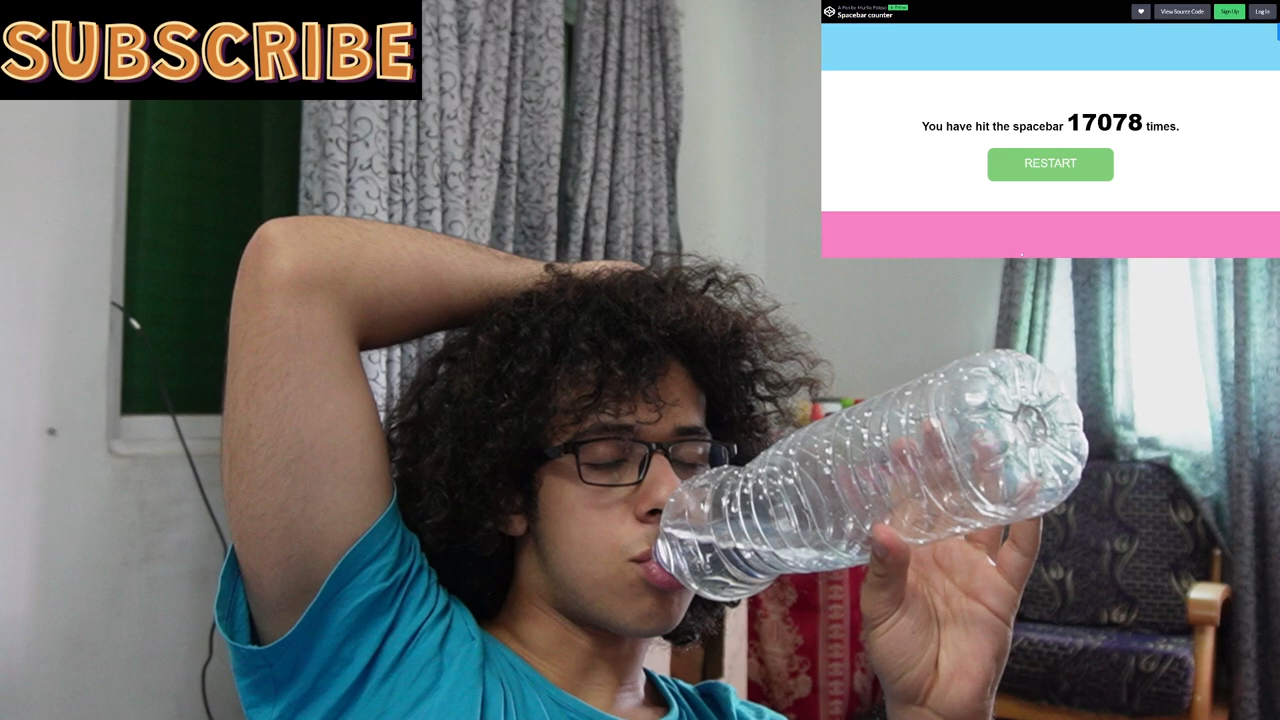 SUBSCRIBE
Spacebar counter
View Source Code
Sign Up
Log In
You have hit the spacebar 17078 times.
RESTART